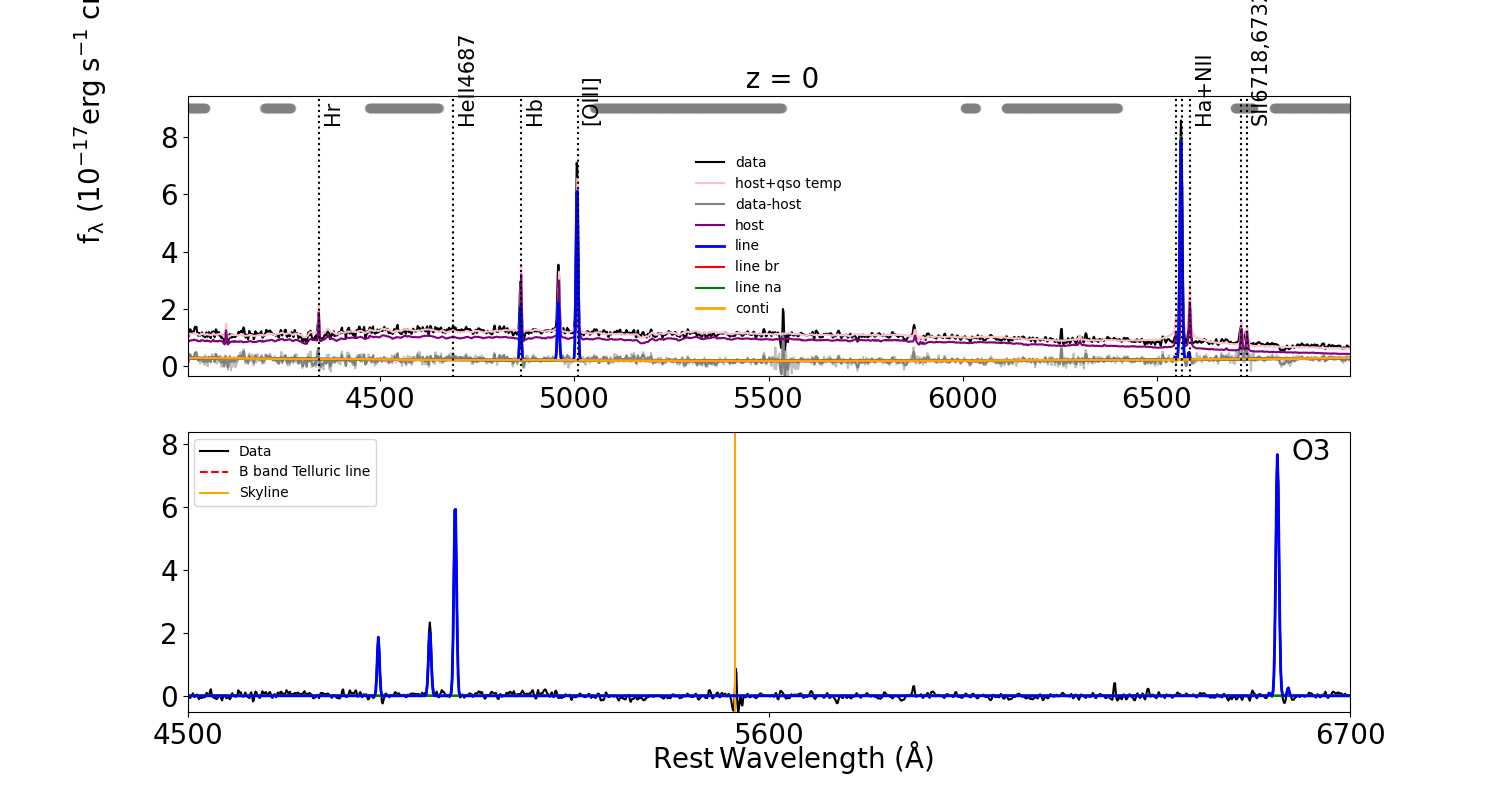 z = 0
fλ (10⁻¹⁷erg s⁻¹
Hr
HeII4687
Hb
[OIII]
Ha+NII
SII6718,673
8
6
4
2
0
data
host+qso temp
data-host
host
line
line br
line na
conti
4500 5000 5500 6000 6500
O3
8
6
4
2
0
Data
B band Telluric line
Skyline
4500 5600 6700
Rest Wavelength (Å)